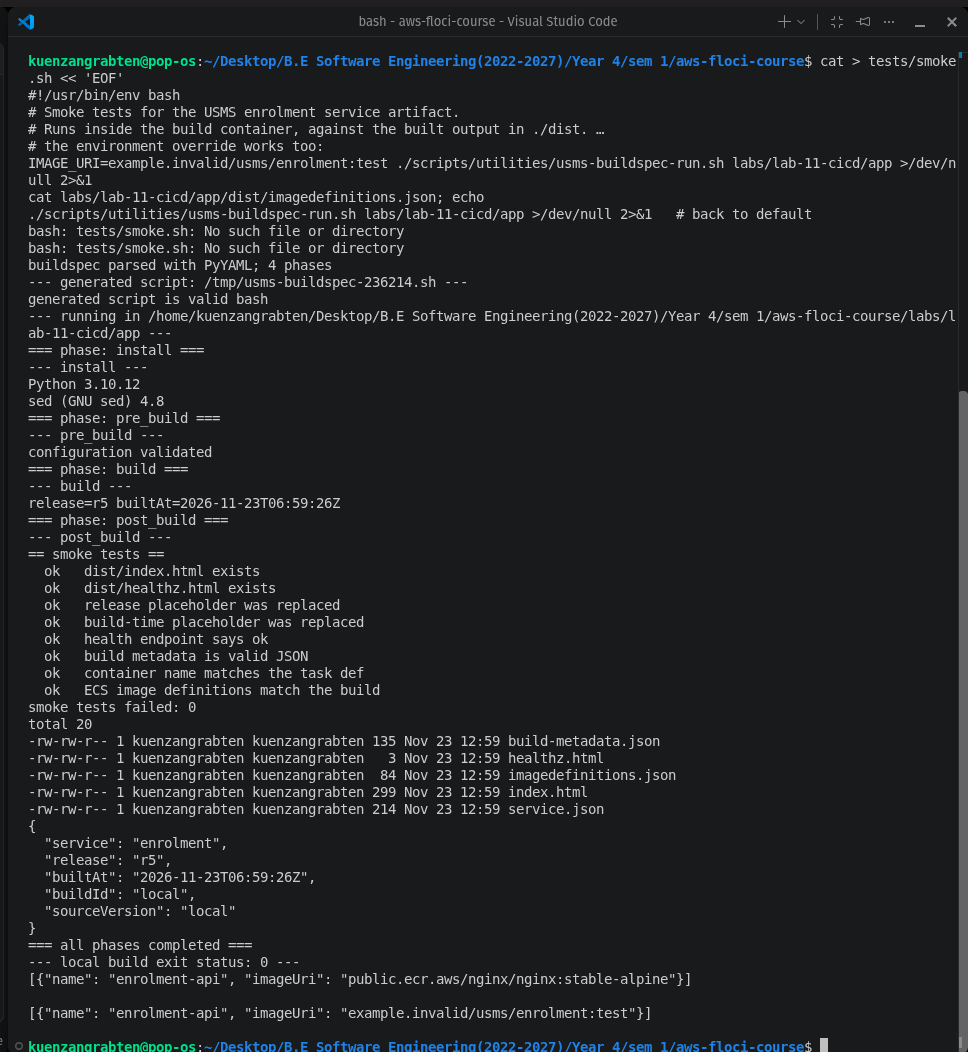 bash - aws-floci-course - Visual Studio Code
kuenzangrabten@pop-os:~/Desktop/B.E Software Engineering(2022-2027)/Year 4/sem 1/aws-floci-course$ cat > tests/smoke
.sh << 'EOF'
#!/usr/bin/env bash
# Smoke tests for the USMS enrolment service artifact.
# Runs inside the build container, against the built output in ./dist. …
# the environment override works too:
IMAGE_URI=example.invalid/usms/enrolment:test ./scripts/utilities/usms-buildspec-run.sh labs/lab-11-cicd/app >/dev/n
ull 2>&1
cat labs/lab-11-cicd/app/dist/imagedefinitions.json; echo
./scripts/utilities/usms-buildspec-run.sh labs/lab-11-cicd/app >/dev/null 2>&1   # back to default
bash: tests/smoke.sh: No such file or directory
bash: tests/smoke.sh: No such file or directory
buildspec parsed with PyYAML; 4 phases
--- generated script: /tmp/usms-buildspec-236214.sh ---
generated script is valid bash
--- running in /home/kuenzangrabten/Desktop/B.E Software Engineering(2022-2027)/Year 4/sem 1/aws-floci-course/labs/l
ab-11-cicd/app ---
=== phase: install ===
--- install ---
Python 3.10.12
sed (GNU sed) 4.8
=== phase: pre_build ===
--- pre_build ---
configuration validated
=== phase: build ===
--- build ---
release=r5 builtAt=2026-11-23T06:59:26Z
=== phase: post_build ===
--- post_build ---
== smoke tests ==
  ok   dist/index.html exists
  ok   dist/healthz.html exists
  ok   release placeholder was replaced
  ok   build-time placeholder was replaced
  ok   health endpoint says ok
  ok   build metadata is valid JSON
  ok   container name matches the task def
  ok   ECS image definitions match the build
smoke tests failed: 0
total 20
-rw-rw-r-- 1 kuenzangrabten kuenzangrabten 135 Nov 23 12:59 build-metadata.json
-rw-rw-r-- 1 kuenzangrabten kuenzangrabten   3 Nov 23 12:59 healthz.html
-rw-rw-r-- 1 kuenzangrabten kuenzangrabten  84 Nov 23 12:59 imagedefinitions.json
-rw-rw-r-- 1 kuenzangrabten kuenzangrabten 299 Nov 23 12:59 index.html
-rw-rw-r-- 1 kuenzangrabten kuenzangrabten 214 Nov 23 12:59 service.json
{
  "service": "enrolment",
  "release": "r5",
  "builtAt": "2026-11-23T06:59:26Z",
  "buildId": "local",
  "sourceVersion": "local"
}
=== all phases completed ===
--- local build exit status: 0 ---
[{"name": "enrolment-api", "imageUri": "public.ecr.aws/nginx/nginx:stable-alpine"}]

[{"name": "enrolment-api", "imageUri": "example.invalid/usms/enrolment:test"}]

kuenzangrabten@pop-os:~/Desktop/B.E Software Engineering(2022-2027)/Year 4/sem 1/aws-floci-course$